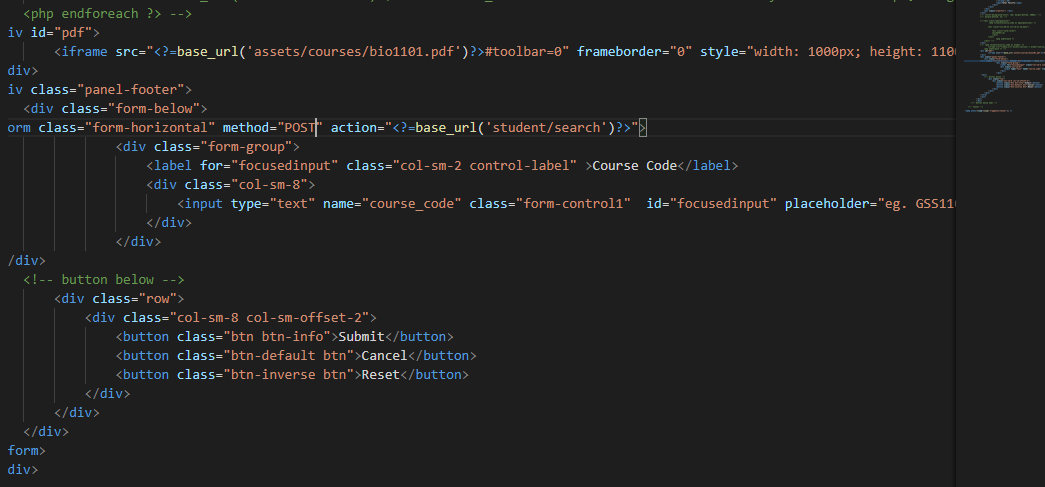 <php endforeach ?> -->
iv id="pdf">
<iframe src="<?=base_url('assets/courses/bio1101.pdf')?>#toolbar=0" frameborder="0" style="width: 1000px; height: 1100
div>
iv class="panel-footer">
<div class="form-below">
orm class="form-horizontal" method="POST" action="<?=base_url('student/search')?>">
<div class="form-group">
<label for="focusedinput" class="col-sm-2 control-label" >Course Code</label>
<div class="col-sm-8">
<input type="text" name="course_code" class="form-control1"  id="focusedinput" placeholder="eg. GSS110
</div>
</div>
/div>
<!-- button below -->
<div class="row">
<div class="col-sm-8 col-sm-offset-2">
<button class="btn btn-info">Submit</button>
<button class="btn-default btn">Cancel</button>
<button class="btn-inverse btn">Reset</button>
</div>
</div>
</div>
form>
div>